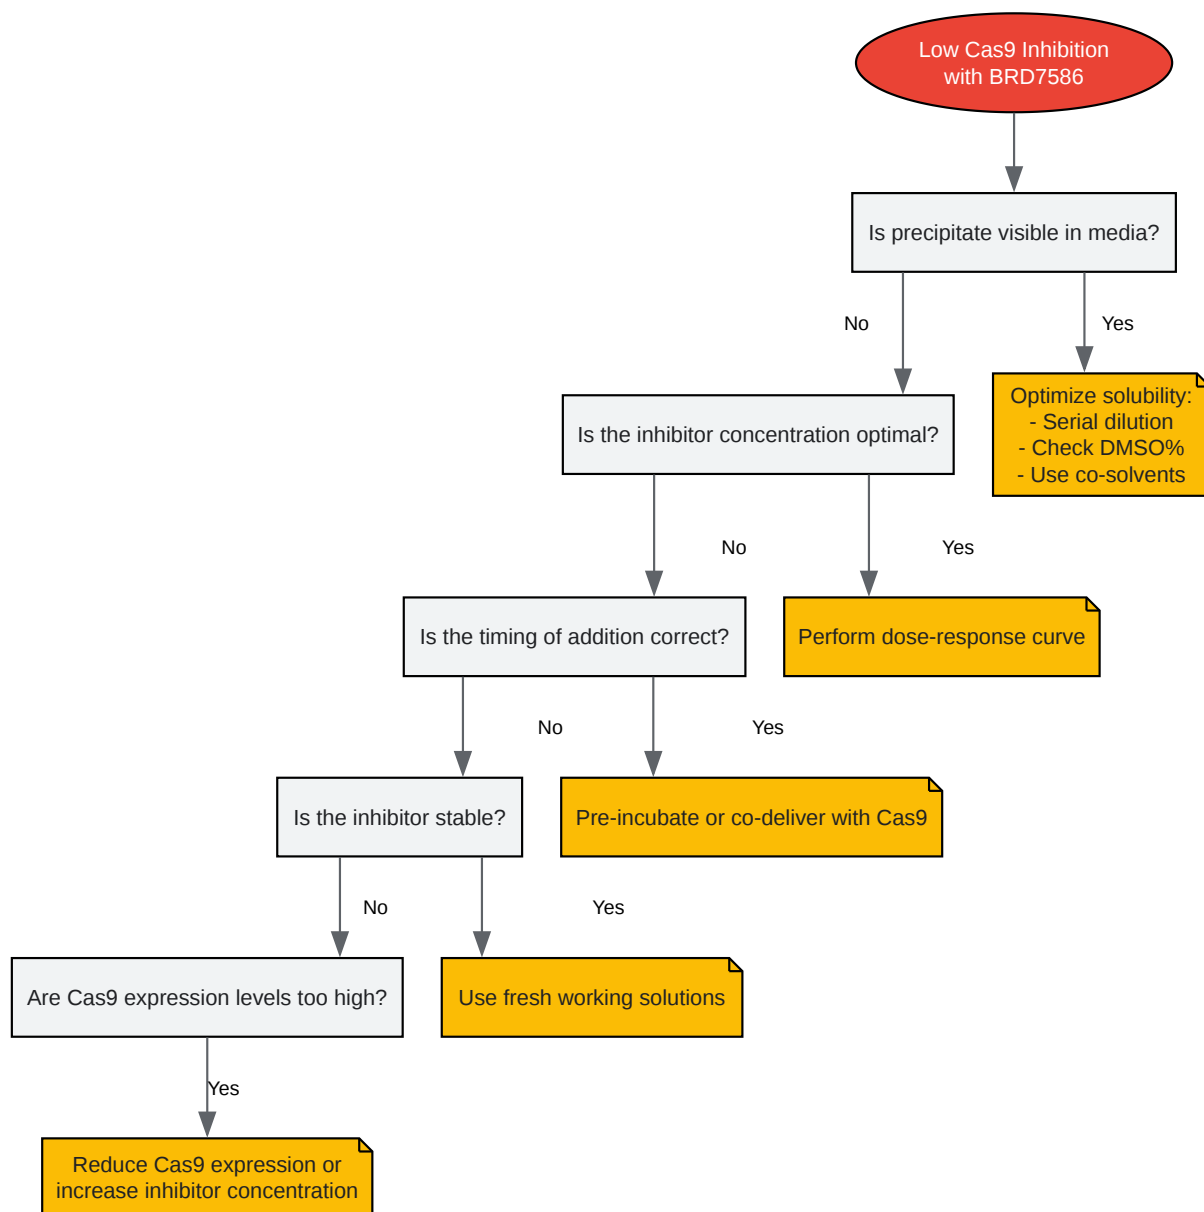 Low Cas9 Inhibition
with BRD7586
Is precipitate visible in media?
No
Yes
Optimize solubility:
- Serial dilution
- Check DMSO%
- Use co-solvents
Is the inhibitor concentration optimal?
No
Yes
Is the timing of addition correct?
Perform dose-response curve
No
Yes
Is the inhibitor stable?
Pre-incubate or co-deliver with Cas9
No
Yes
Are Cas9 expression levels too high?
Use fresh working solutions
Yes
Reduce Cas9 expression or
increase inhibitor concentration